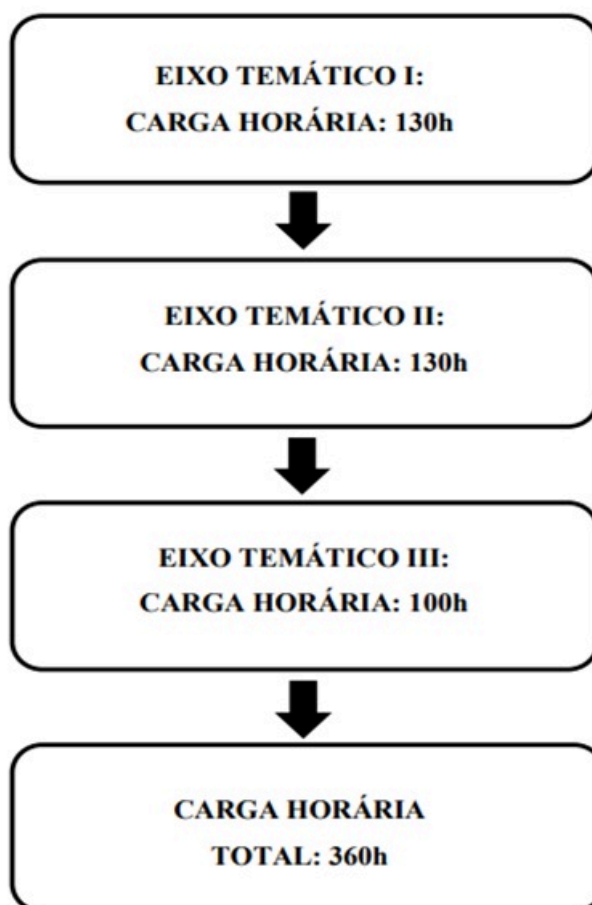 EIXO TEMÁTICO I:
CARGA HORÁRIA: 130h
EIXO TEMÁTICO II:
CARGA HORÁRIA: 130h
EIXO TEMÁTICO III:
CARGA HORÁRIA: 100h
CARGA HORÁRIA
TOTAL: 360h